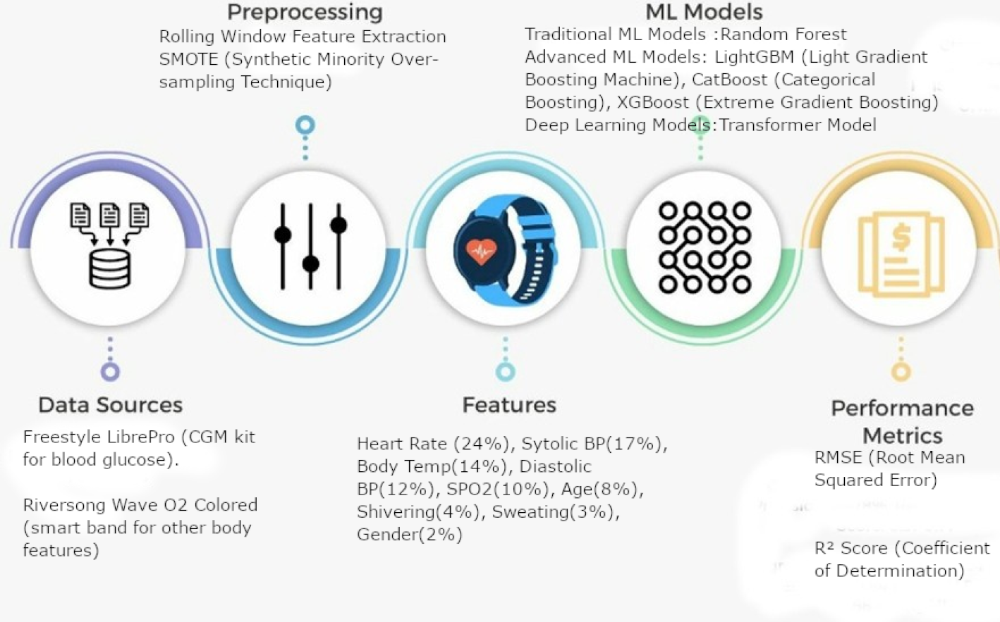 Preprocessing
Rolling Window Feature Extraction
SMOTE (Synthetic Minority Over-
sampling Technique)
ML Models
Traditional ML Models :Random Forest
Advanced ML Models: LightGBM (Light Gradient
Boosting Machine), CatBoost (Categorical
Boosting), XGBoost (Extreme Gradient Boosting)
Deep Learning Models:Transformer Model
$
Data Sources
Freestyle LibrePro (CGM kit
for blood glucose).
Riversong Wave O2 Colored
(smart band for other body
features)
Features
Heart Rate (24%), Sytolic BP(17%),
Body Temp(14%), Diastolic
BP(12%), SPO2(10%), Age(8%),
Shivering(4%), Sweating(3%),
Gender(2%)
Performance
Metrics
RMSE (Root Mean
Squared Error)
R² Score (Coefficient
of Determination)